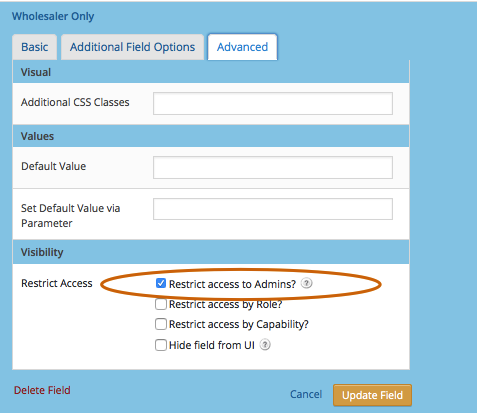 Wholesaler Only
Basic
Additional Field Options
Advanced
Visual
Additional CSS Classes
Values
Default Value
Set Default Value via
Parameter
Visibility
Restrict Access
Restrict access to Admins? ?
Restrict access by Role?
Restrict access by Capability?
Hide field from UI ?
Delete Field
Cancel
Update Field